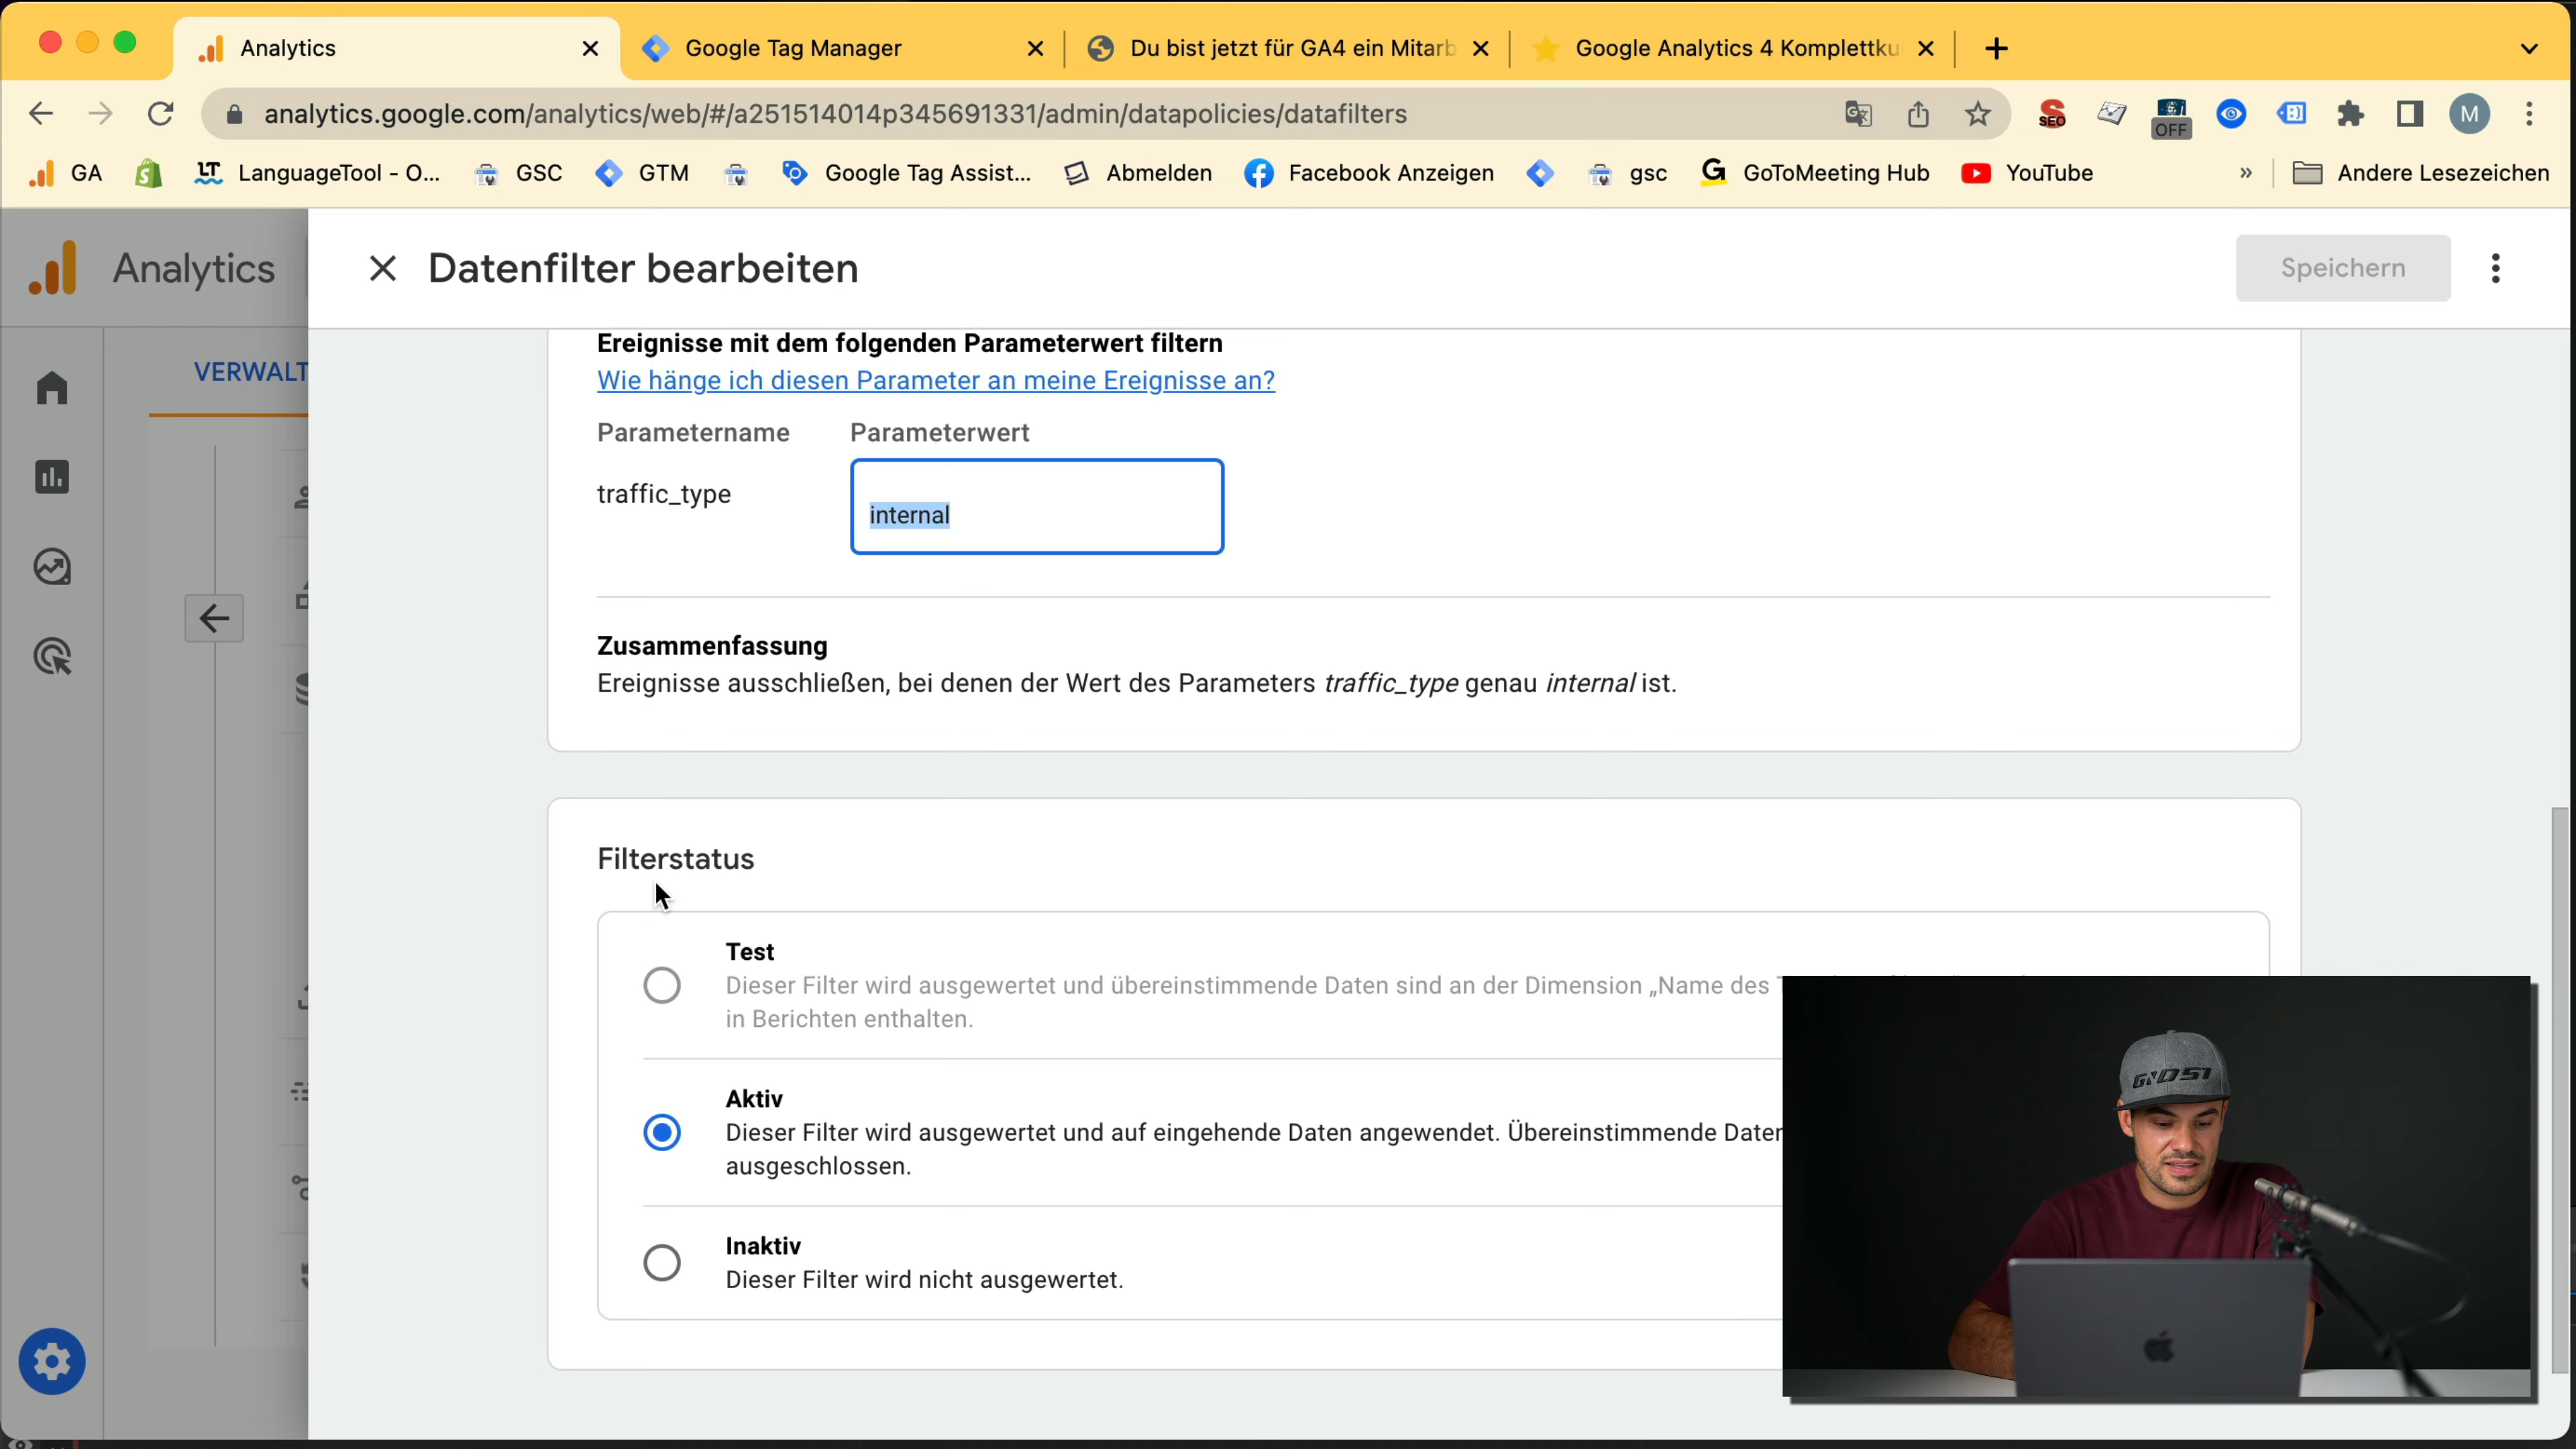 Analytics
Google Tag Manager
Du bist jetzt für GA4 ein Mitarb
Google Analytics 4 Komplettku
analytics.google.com/analytics/web/#/a251514014p345691331/admin/datapolicies/datafilters
SEO
OFF
M
GA
LT
LanguageTool - O...
GSC
GTM
Google Tag Assist...
Abmelden
Facebook Anzeigen
gsc
G
GoToMeeting Hub
YouTube
»
Andere Lesezeichen
Analytics
Datenfilter bearbeiten
Speichern
VERWALT
Ereignisse mit dem folgenden Parameterwert filtern
Wie hänge ich diesen Parameter an meine Ereignisse an?
Parametername Parameterwert
traffic_type
internal
Zusammenfassung
Ereignisse ausschließen, bei denen der Wert des Parameters traffic_type genau internal ist.
Filterstatus
Test
Dieser Filter wird ausgewertet und übereinstimmende Daten sind an der Dimension „Name des
in Berichten enthalten.
Aktiv
Dieser Filter wird ausgewertet und auf eingehende Daten angewendet. Übereinstimmende Daten
ausgeschlossen.
Inaktiv
Dieser Filter wird nicht ausgewertet.